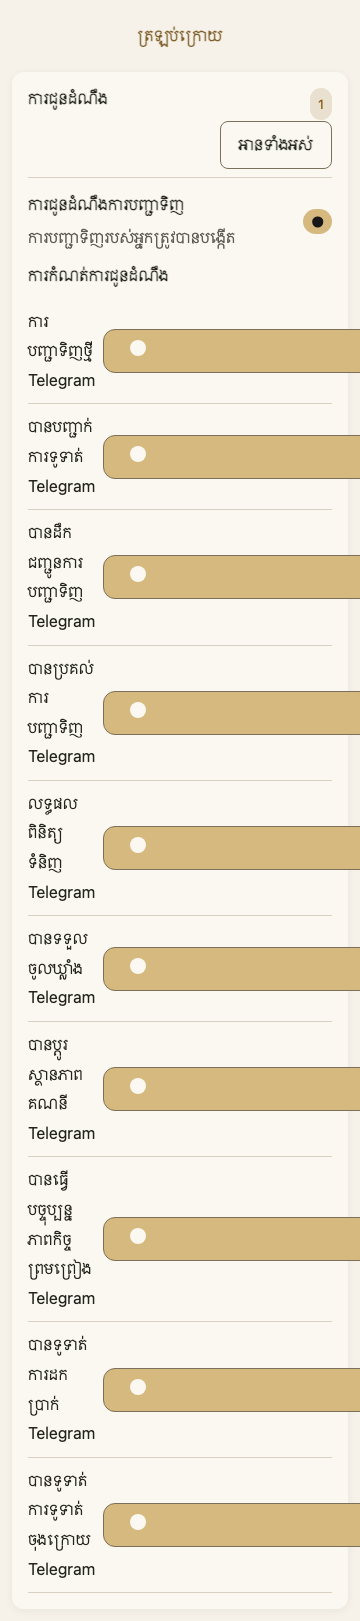 ត្រឡប់ក្រោយ
ការជូនដំណឹង
1
អានទាំងអស់
ការជូនដំណឹងការបញ្ជាទិញ
ការបញ្ជាទិញរបស់អ្នកត្រូវបានបង្កើត
ការកំណត់ការជូនដំណឹង
ការ
បញ្ជាទិញថ្មី
Telegram
បានបញ្ជាក់
ការទូទាត់
Telegram
បានដឹក
ជញ្ជូនការ
បញ្ជាទិញ
Telegram
បានប្រគល់
ការ
បញ្ជាទិញ
Telegram
លទ្ធផល
ពិនិត្យ
ទំនិញ
Telegram
បានទទួល
ចូលឃ្លាំង
Telegram
បានប្តូរ
ស្ថានភាព
គណនី
Telegram
បានធ្វើ
បច្ចុប្បន្ន
ភាពកិច្ច
ព្រមព្រៀង
Telegram
បានទូទាត់
ការដក
ប្រាក់
Telegram
បានទូទាត់
ការទូទាត់
ចុងក្រោយ
Telegram